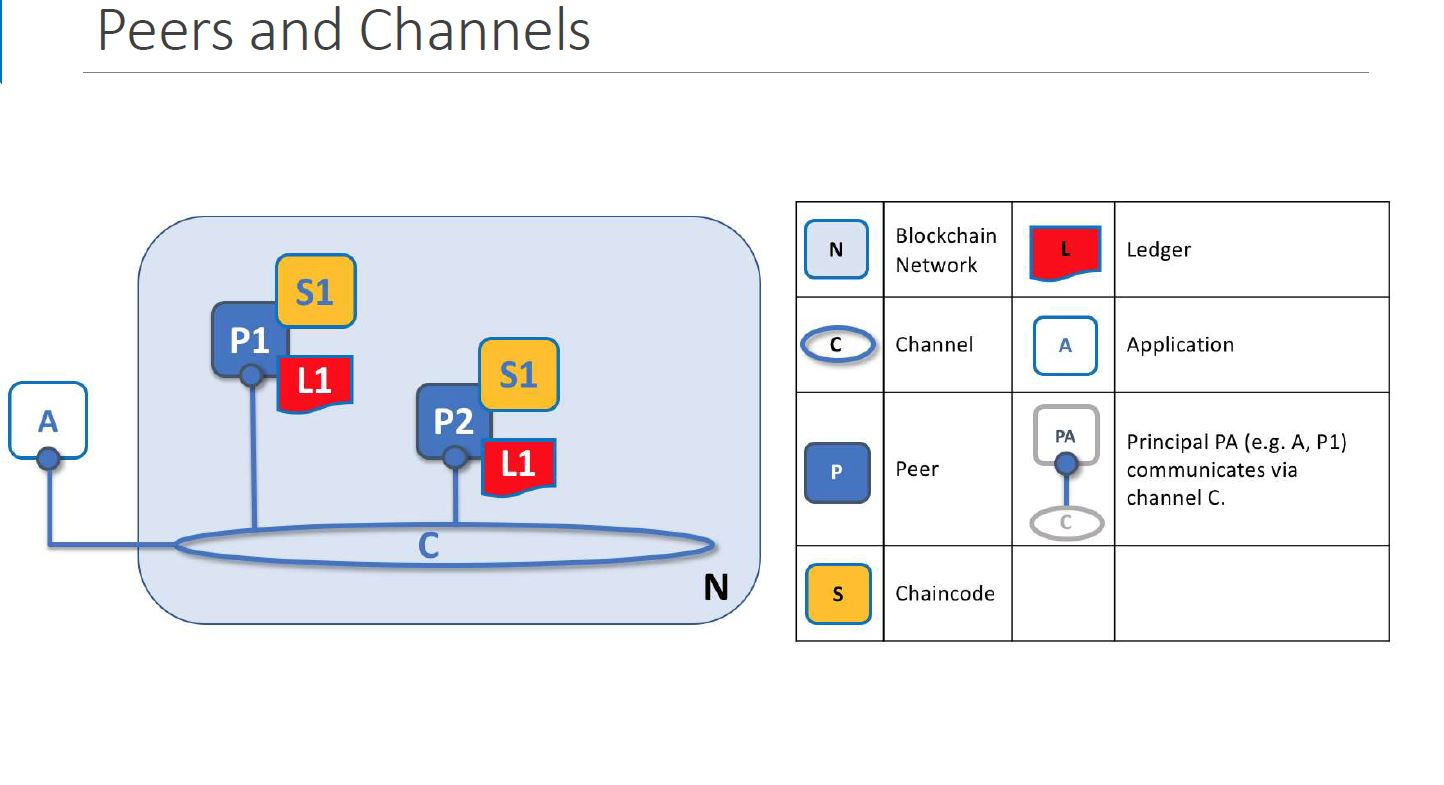 Peers and Channels
S1
P1
L1
S1
P2
L1
A
C
N
N
Blockchain
Network
L
Ledger
C
Channel
A
Application
P
Peer
PA
C
Principal PA (e.g. A, P1)
communicates via
channel C.
S
Chaincode